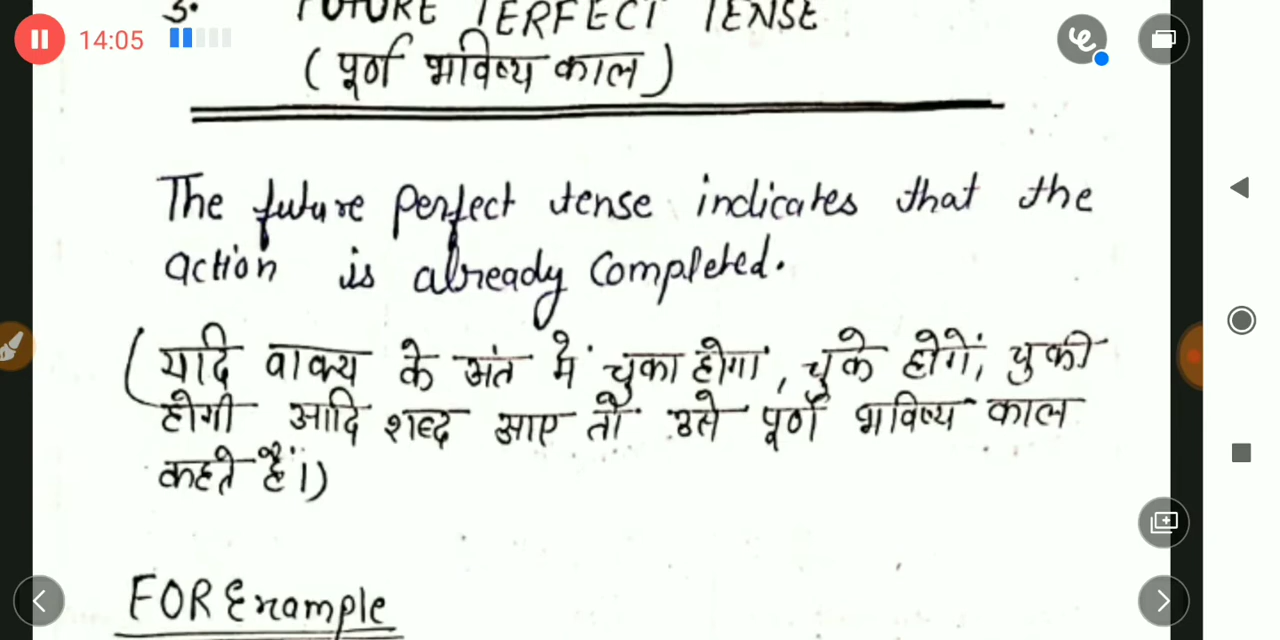 14:05
3. FUTURE PERFECT TENSE
(पूर्ण भविष्य काल)
The future perfect tense indicates that the
action is already completed.
(यदि वाक्य के अंत में चुका होगा, चुके होगें, चुकी
होगी आदि शब्द आए तो उसे पूर्ण भविष्य काल
कहते हैं।)
FOR Example